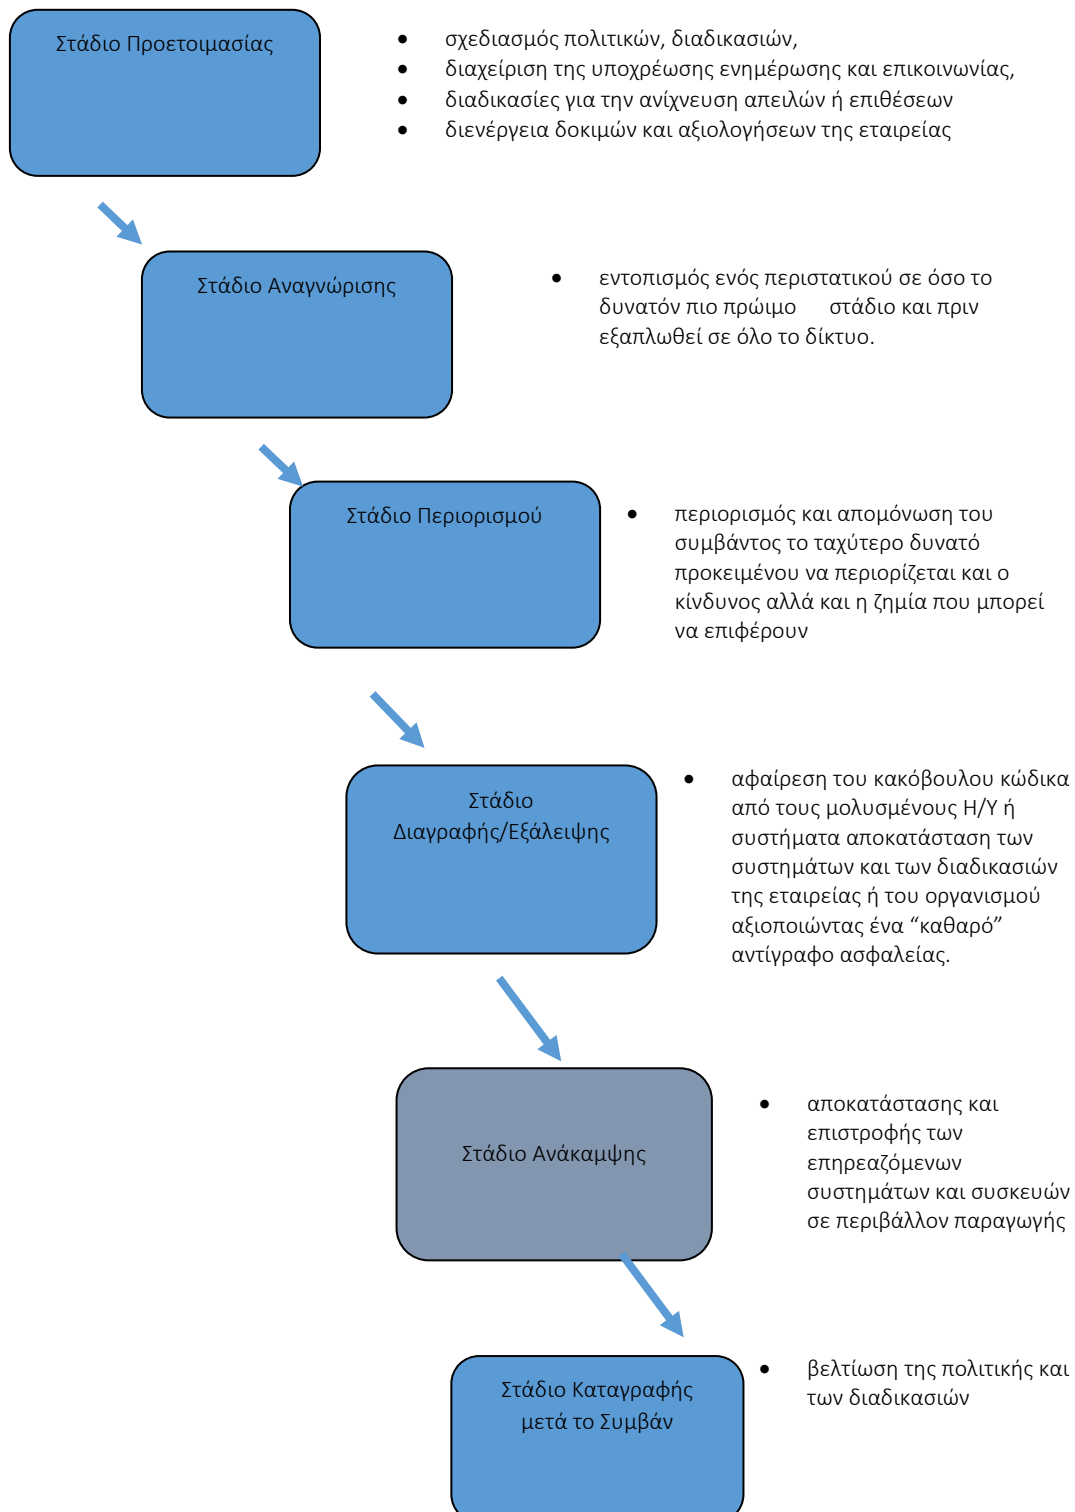 Στάδιο Προετοιμασίας
• σχεδιασμός πολιτικών, διαδικασιών,
• διαχείριση της υποχρέωσης ενημέρωσης και επικοινωνίας,
• διαδικασίες για την ανίχνευση απειλών ή επιθέσεων
• διενέργεια δοκιμών και αξιολογήσεων της εταιρείας
Στάδιο Αναγνώρισης
• εντοπισμός ενός περιστατικού σε όσο το
δυνατόν πιο πρώιμο στάδιο και πριν
εξαπλωθεί σε όλο το δίκτυο.
Στάδιο Περιορισμού
• περιορισμός και απομόνωση του
συμβάντος το ταχύτερο δυνατό
προκειμένου να περιορίζεται και ο
κίνδυνος αλλά και η ζημία που μπορεί
να επιφέρουν
Στάδιο
Διαγραφής/Εξάλειψης
• αφαίρεση του κακόβουλου κώδικα
από τους μολυσμένους Η/Υ ή
συστήματα αποκατάσταση των
συστημάτων και των διαδικασιών
της εταιρείας ή του οργανισμού
αξιοποιώντας ένα “καθαρό”
αντίγραφο ασφαλείας.
Στάδιο Ανάκαμψης
• αποκατάστασης και
επιστροφής των
επηρεαζόμενων
συστημάτων και συσκευών
σε περιβάλλον παραγωγής
Στάδιο Καταγραφής
μετά το Συμβάν
• βελτίωση της πολιτικής και
των διαδικασιών